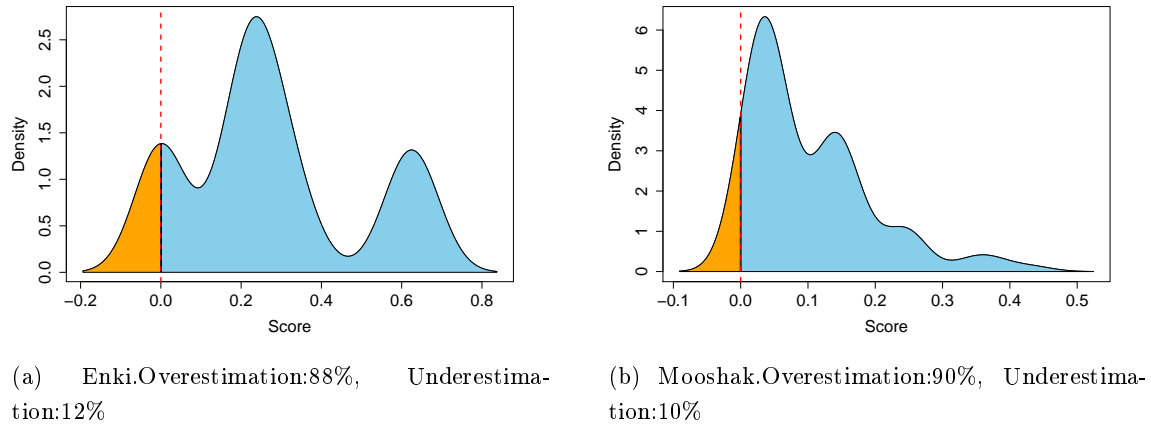 2.5
2.0
1.5
1.0
0.5
0.0
Density
−0.2 0.0 0.2 0.4 0.6 0.8
Score
6
5
4
3
2
1
0
Density
−0.1 0.0 0.1 0.2 0.3 0.4 0.5
Score
(a) Enki.Overestimation:88%, Underestima-
tion:12%
(b) Mooshak.Overestimation:90%, Underestima-
tion:10%